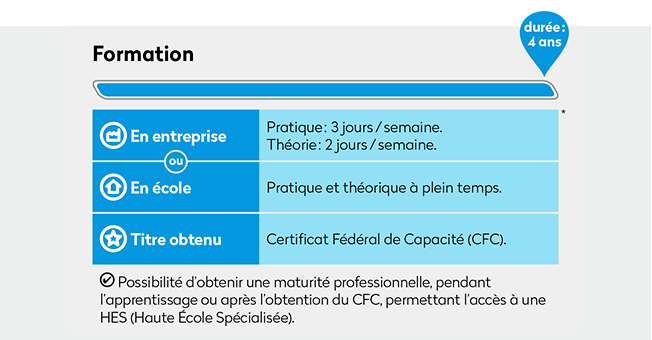 durée :
4 ans
Formation
*
En entreprise
Pratique : 3 jours / semaine.
Théorie : 2 jours / semaine.
ou
En école
Pratique et théorique à plein temps.
Titre obtenu
Certificat Fédéral de Capacité (CFC).
Possibilité d’obtenir une maturité professionnelle, pendant
l’apprentissage ou après l’obtention du CFC, permettant l’accès à une
HES (Haute École Spécialisée).